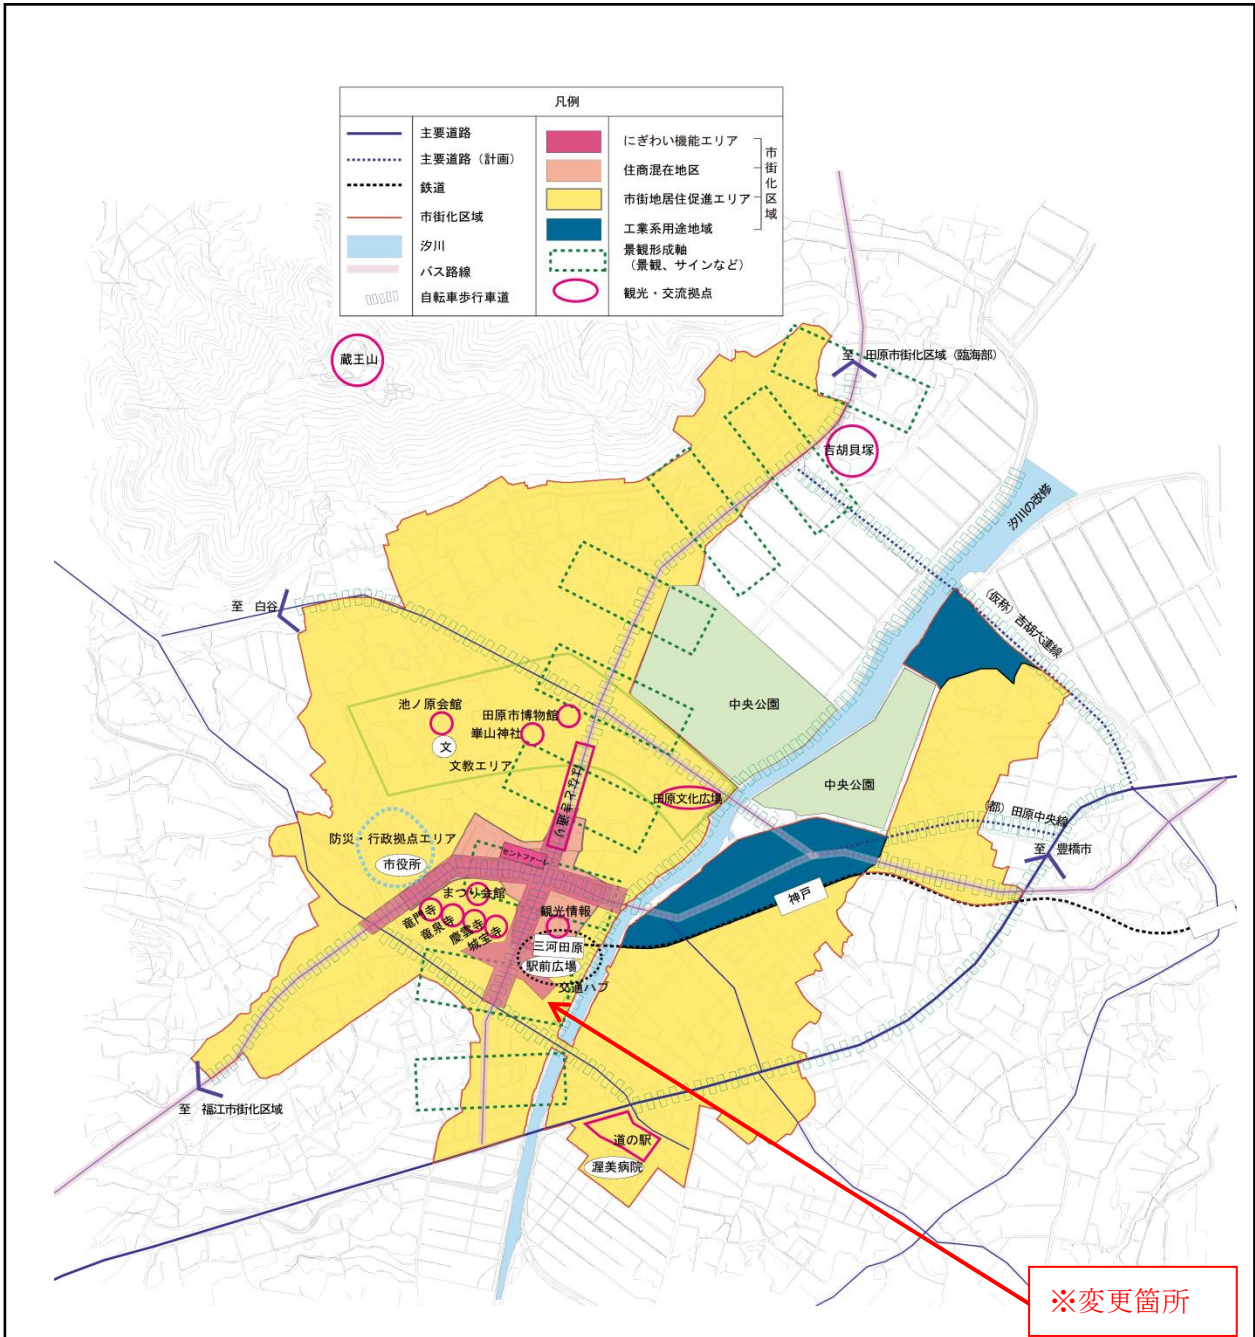 凡例
主要道路
主要道路（計画）
鉄道
市街化区域
汐川
バス路線
自転車歩行車道
にぎわい機能エリア
住商混在地区
市街地居住促進エリア
工業系用途地域
市街化区域
景観形成軸
（景観、サインなど）
観光・交流拠点
蔵王山
至　田原市街化区域（臨海部）
吉胡貝塚
汐川の改修
至　白谷
（仮称）吉胡六連線
池ノ原会館
田原市博物館
崋山神社
文
文教エリア
中央公園
中央公園
はなとき通り
田原文化広場
（都）田原中央線
至　豊橋市
防災・行政拠点エリア
市役所
セントファーレ
まつり会館
神戸
竜門寺
竜泉寺
慶雲寺
城宝寺
観光情報
三河田原
駅前広場
交通ハブ
至　福江市街化区域
道の駅
渥美病院
※変更箇所